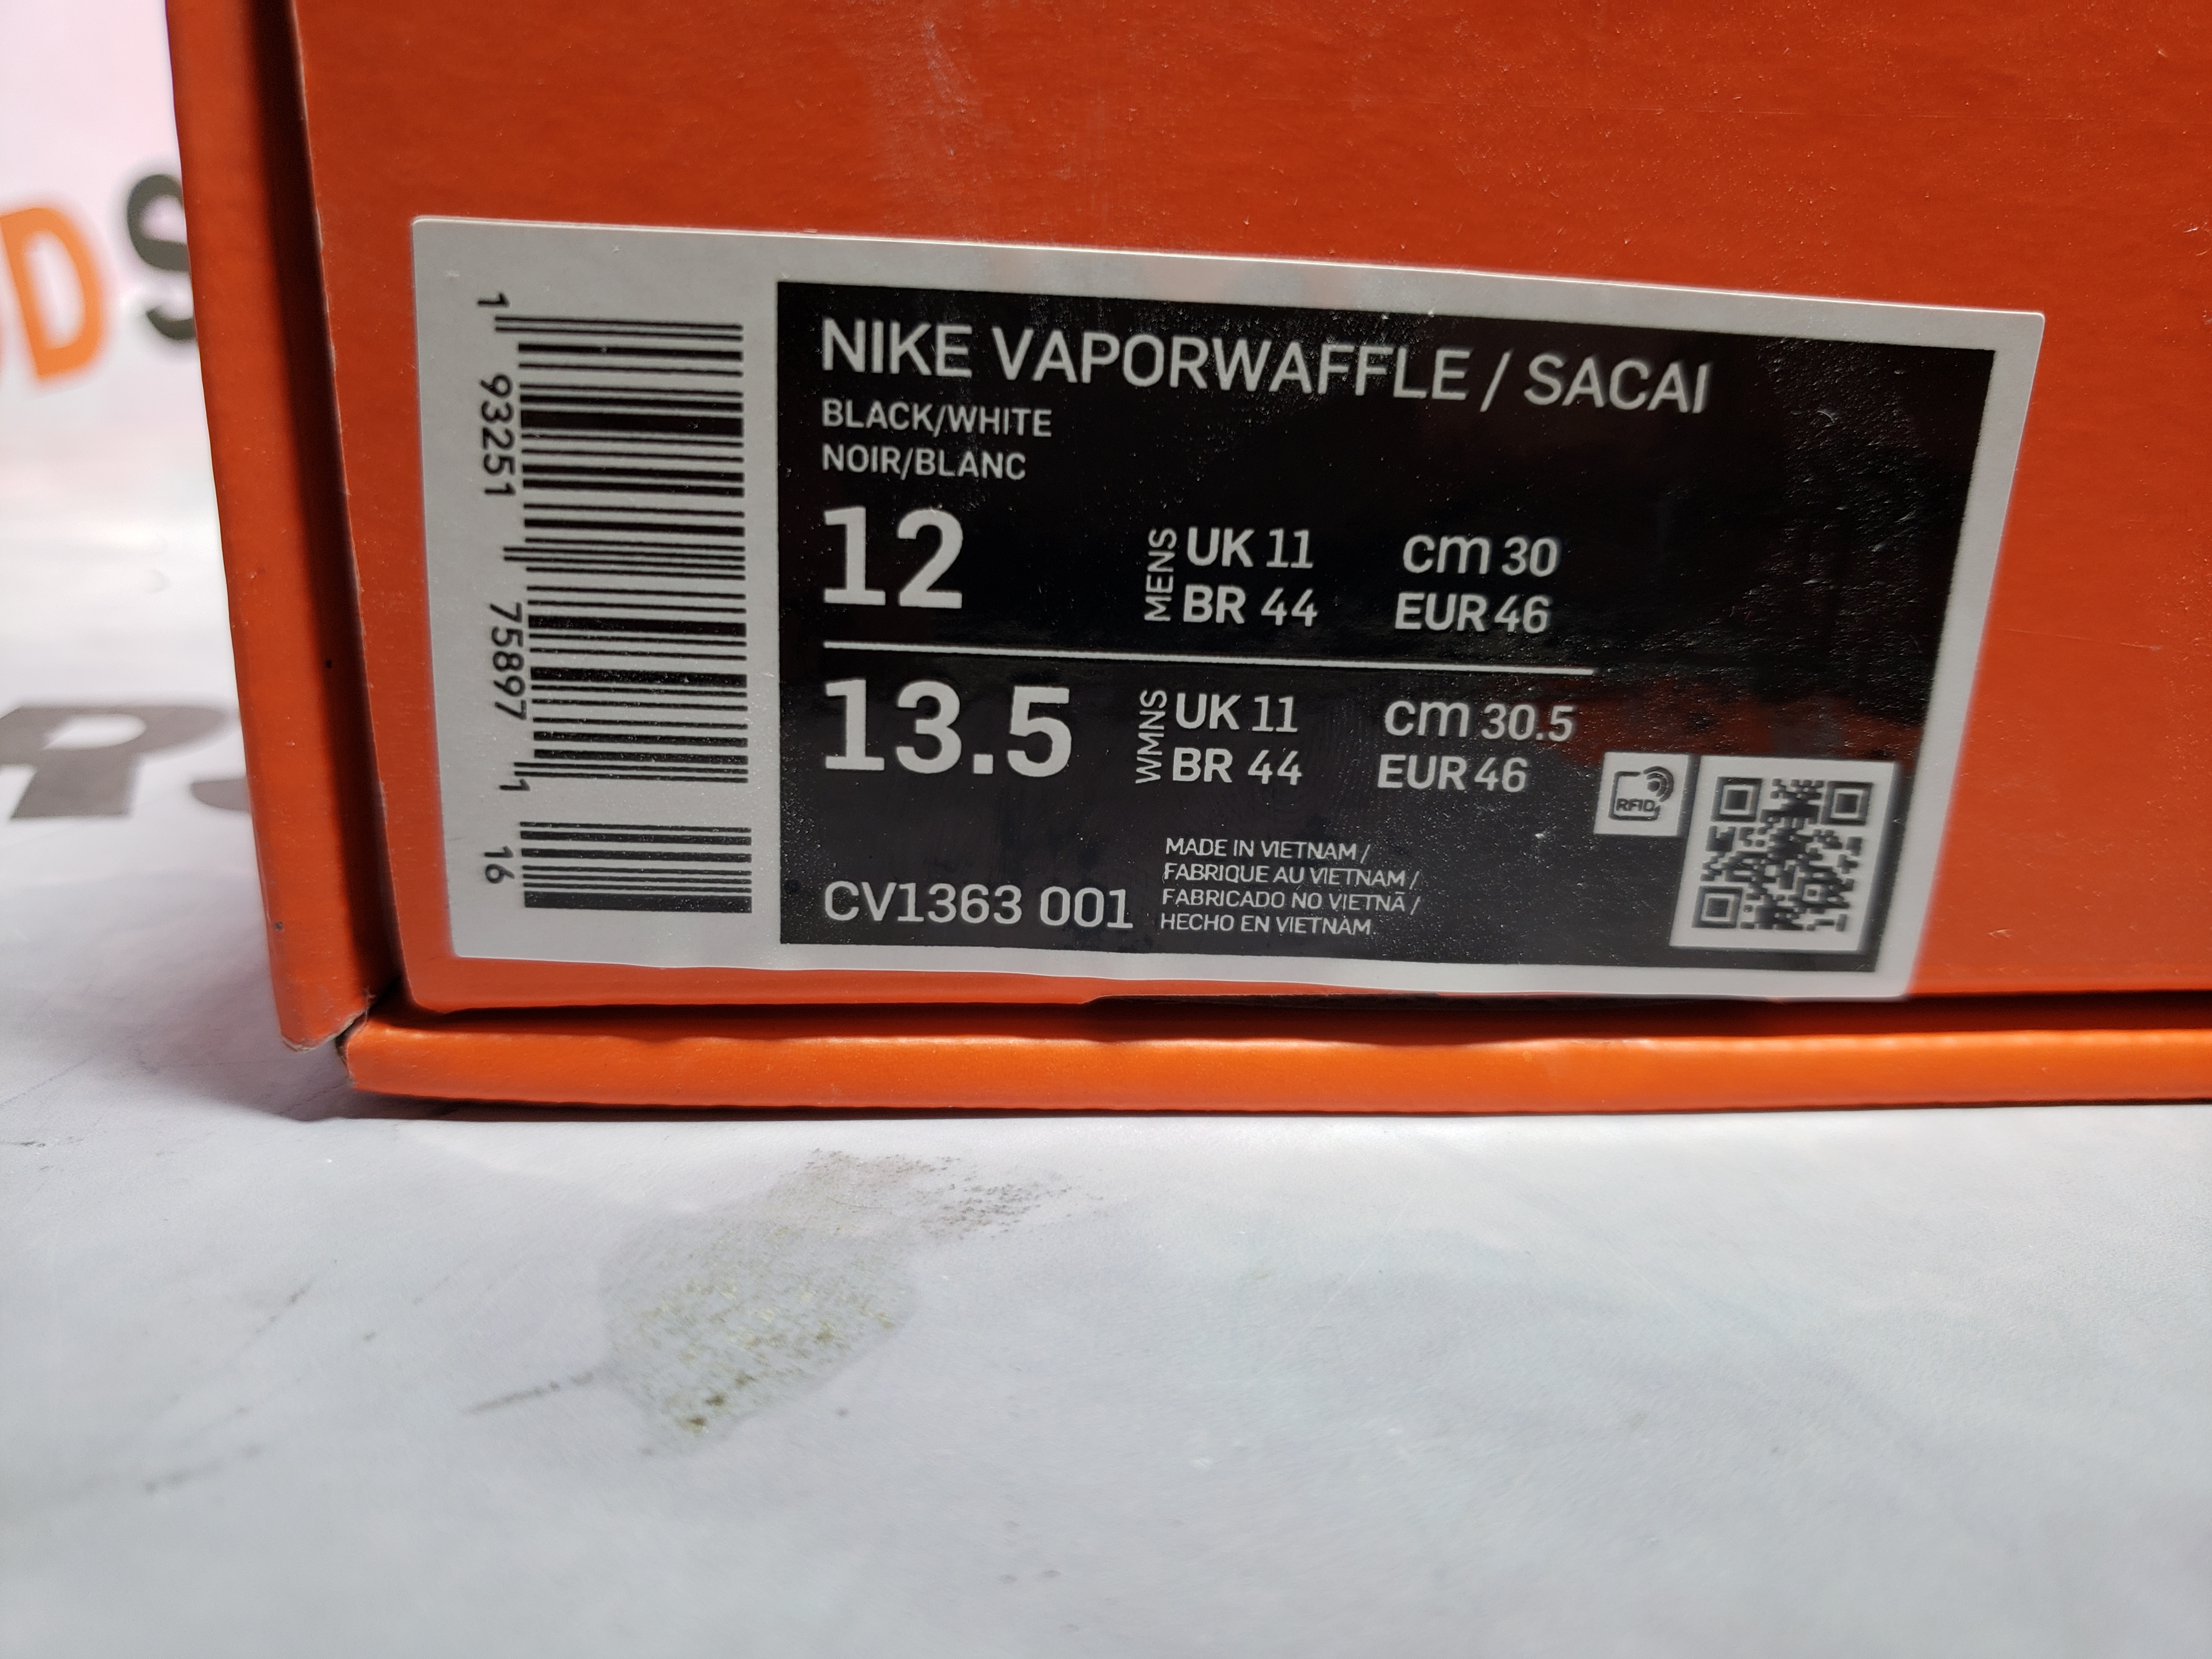 NIKE VAPORWAFFLE / SACAI
BLACK/WHITE
NOIR/BLANC
12
MENS
UK 11
cm 30
BR 44
EUR 46
13.5
WMNS
UK 11
cm 30.5
BR 44
EUR 46
RFID
CV1363 001
MADE IN VIETNAM /
FABRIQUE AU VIETNAM /
FABRICADO NO VIETNÃ /
HECHO EN VIETNAM.
1 93251 75897 1 16